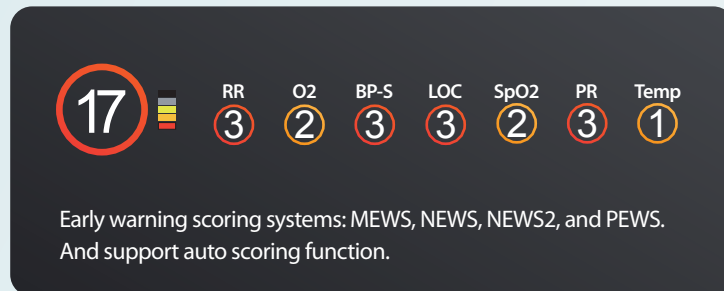 RR O2 BP-S LOC SpO2 PR Temp
17 3 2 3 3 2 3 1
Early warning scoring systems: MEWS, NEWS, NEWS2, and PEWS.
And support auto scoring function.